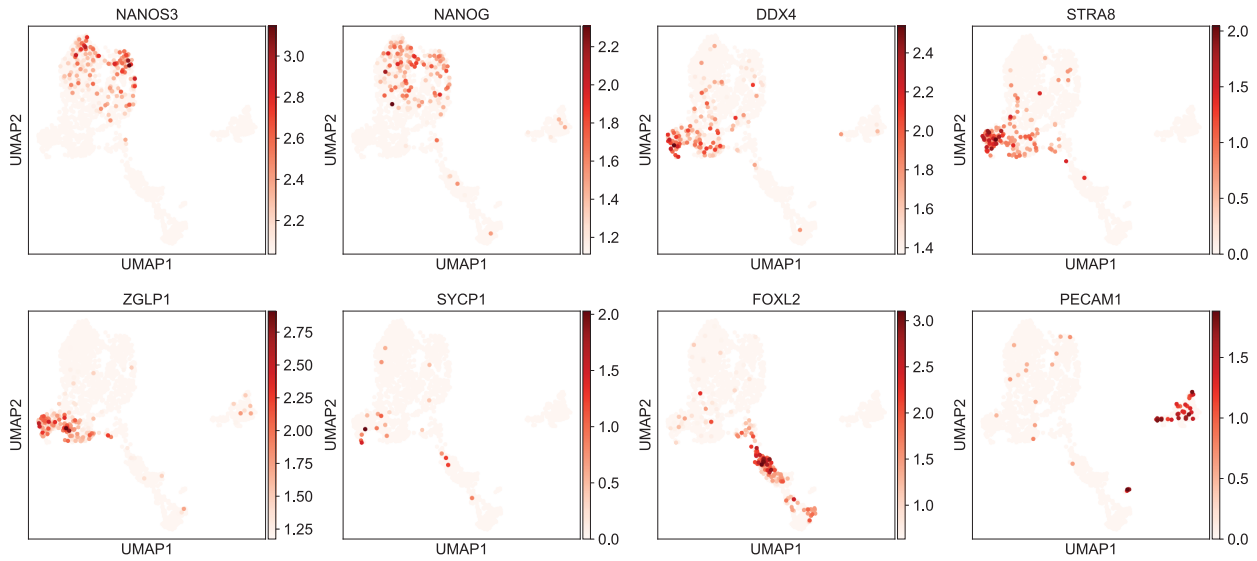 NANOS3
NANOG
DDX4
STRA8
UMAP2
3.0
2.8
2.6
2.4
2.2
UMAP1
UMAP2
2.2
2.0
1.8
1.6
1.4
1.2
UMAP1
UMAP2
2.4
2.2
2.0
1.8
1.6
1.4
UMAP1
UMAP2
2.0
1.5
1.0
0.5
0.0
UMAP1
ZGLP1
SYCP1
FOXL2
PECAM1
UMAP2
2.75
2.50
2.25
2.00
1.75
1.50
1.25
UMAP1
UMAP2
2.0
1.5
1.0
0.5
0.0
UMAP1
UMAP2
3.0
2.5
2.0
1.5
1.0
UMAP1
UMAP2
1.5
1.0
0.5
0.0
UMAP1